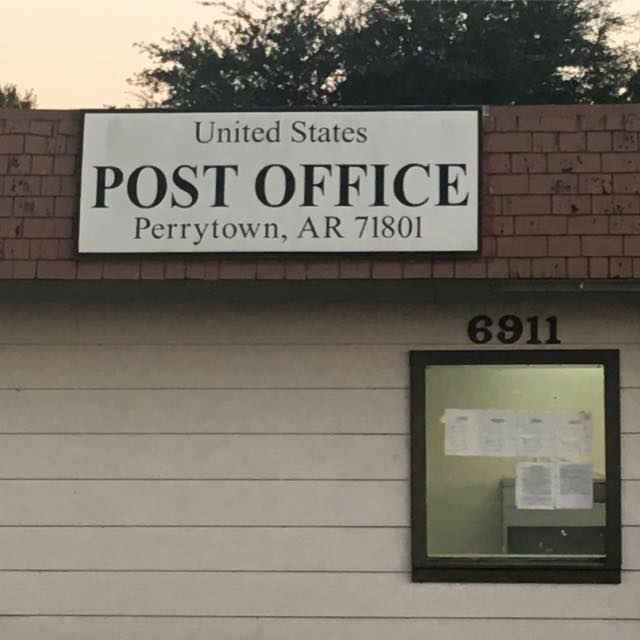 United States
POST OFFICE
Perrytown, AR 71801
6911